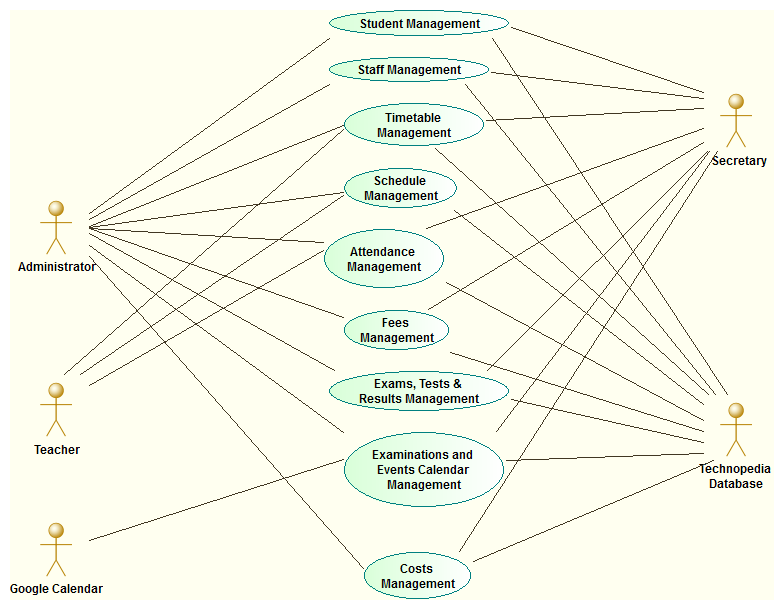 Student Management
Staff Management
Timetable
Management
Secretary
Schedule
Management
Administrator
Attendance
Management
Fees
Management
Exams, Tests &
Results Management
Teacher
Examinations and
Events Calendar
Management
Technopedia
Database
Costs
Management
Google Calendar